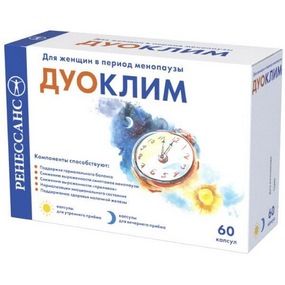 Для женщин в период менопаузы
ДУОКЛИМ
РЕНЕССАНС
Компоненты способствуют:
Поддержке гормонального баланса
Снижению выраженности симптомов менопаузы
Снижению выраженности «приливов»
Нормализации эмоционального состояния
Поддержанию здоровья молочной железы
капсулы
для утреннего приёма
капсулы
для вечернего приёма
60
капсул